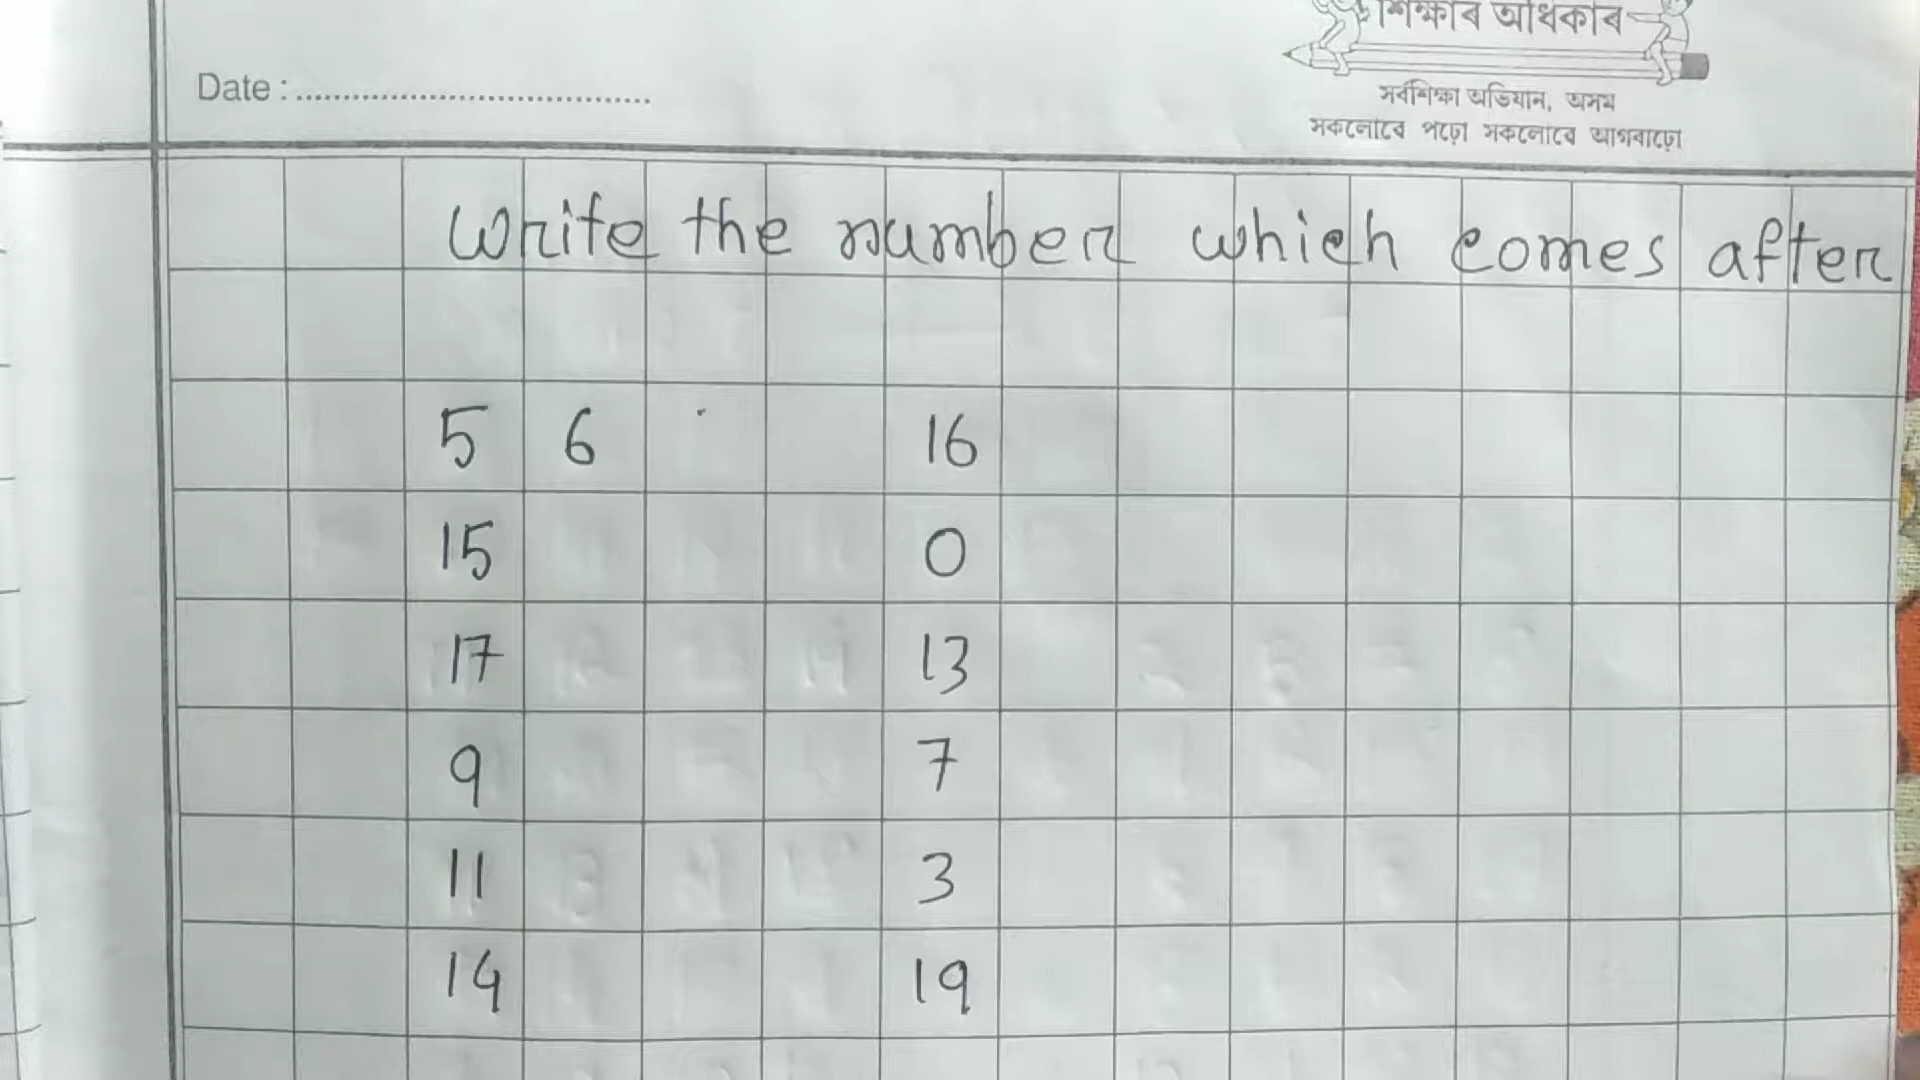 শিক্ষাৰ অধিকাৰ
Date : ....................................
সৰ্বশিক্ষা অভিযান, অসম
সকলোৱে পঢ়ো সকলোৱে আগবাঢ়ো
Write the number which comes after
5 6 16
15 0
17 13
9 7
11 3
14 19